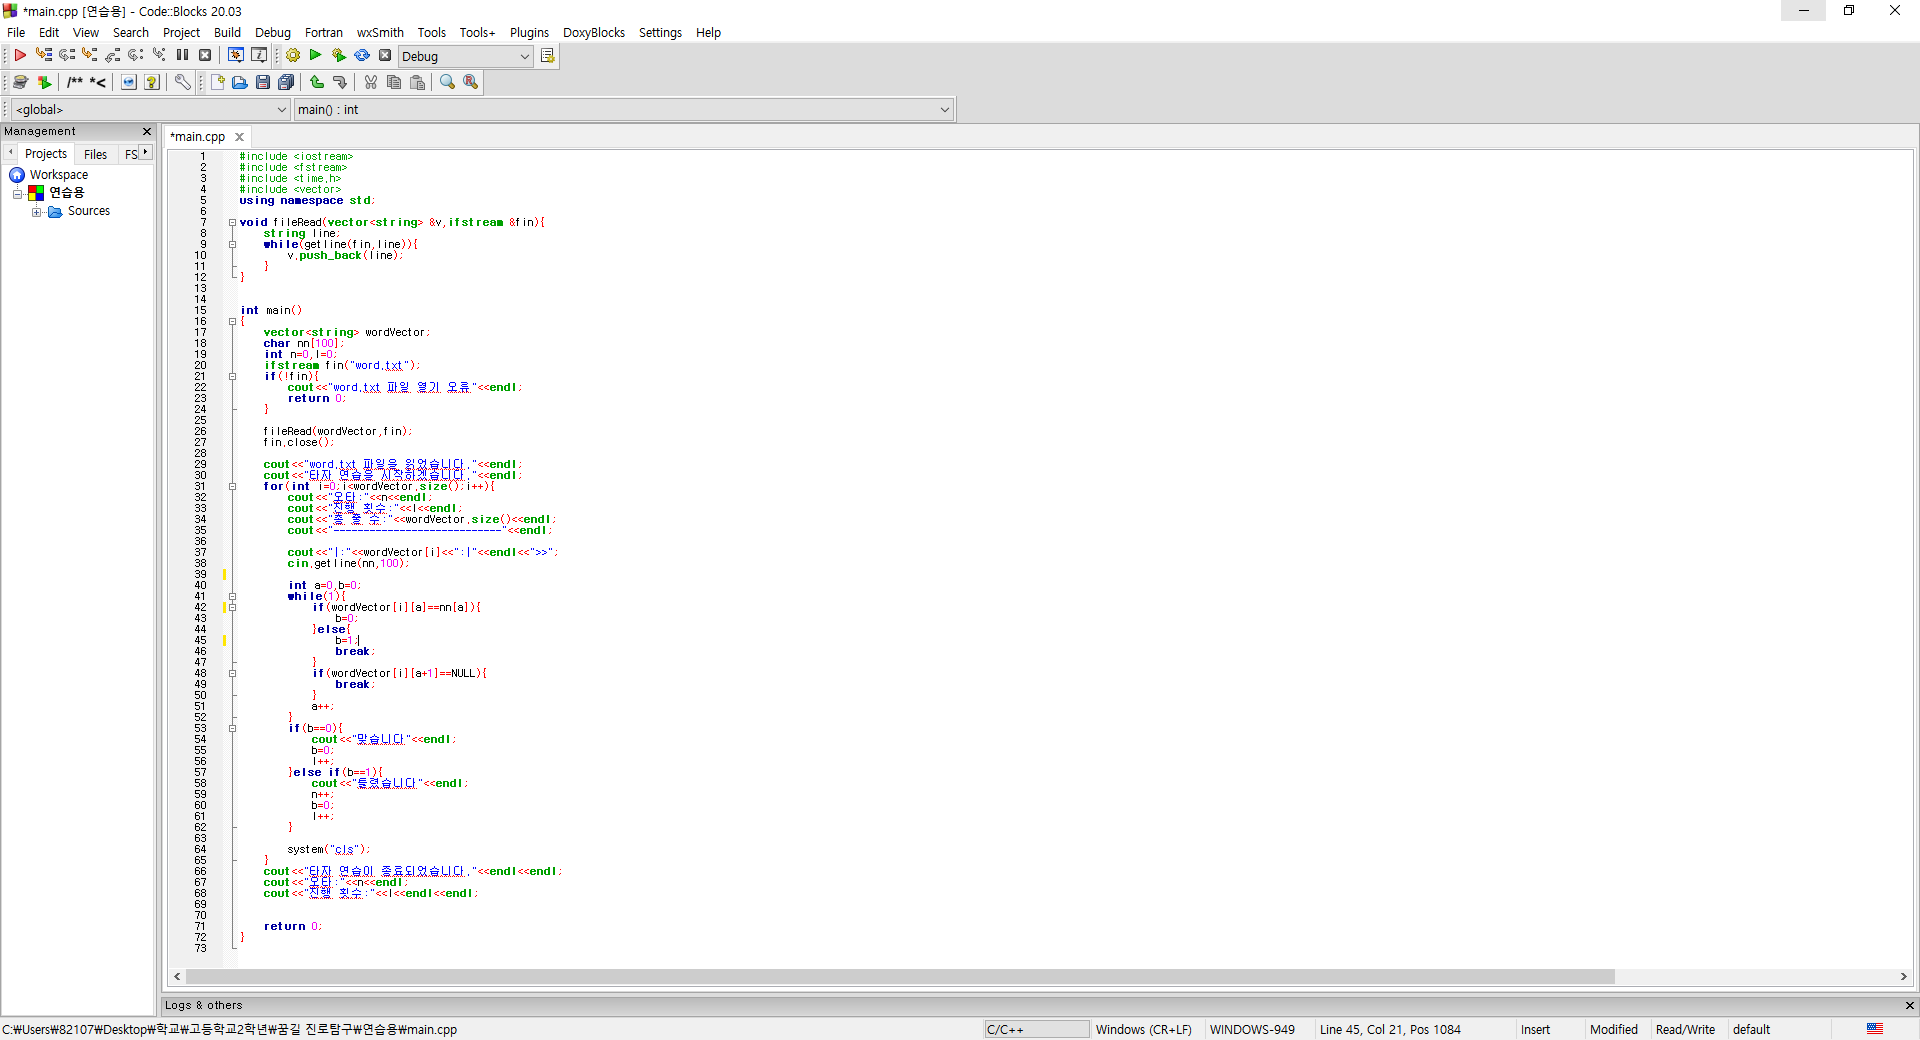 *main.cpp [연습용] - Code::Blocks 20.03
File Edit View Search Project Build Debug Fortran wxSmith Tools Tools+ Plugins DoxyBlocks Settings Help
Debug
/** *<
<global> main() : int
Management
*main.cpp
Projects Files FS
Workspace
연습용
Sources
1 #include <iostream>
2 #include <fstream>
3 #include <time.h>
4 #include <vector>
5 using namespace std;
6
7 void fileRead(vector<string> &v,ifstream &fin){
8 string line;
9 while(getline(fin,line)){
10 v.push_back(line);
11 }
12 }
13
14
15 int main()
16 {
17 vector<string> wordVector;
18 char nn[100];
19 int n=0,l=0;
20 ifstream fin("word.txt");
21 if(!fin){
22 cout<<"word.txt 파일 열기 오류"<<endl;
23 return 0;
24 }
25
26 fileRead(wordVector,fin);
27 fin.close();
28
29 cout<<"word.txt 파일을 읽었습니다."<<endl;
30 cout<<"타자 연습을 시작하겠습니다."<<endl;
31 for(int i=0;i<wordVector.size();i++){
32 cout<<"오타:"<<n<<endl;
33 cout<<"진행 횟수:"<<l<<endl;
34 cout<<"총 줄 수:"<<wordVector.size()<<endl;
35 cout<<"----------------------------"<<endl;
36
37 cout<<"|:"<<wordVector[i]<<":|"<<endl<<">>";
38 cin.getline(nn,100);
39
40 int a=0,b=0;
41 while(1){
42 if(wordVector[i][a]==nn[a]){
43 b=0;
44 }else{
45 b=1;
46 break;
47 }
48 if(wordVector[i][a+1]==NULL){
49 break;
50 }
51 a++;
52 }
53 if(b==0){
54 cout<<"맞습니다"<<endl;
55 b=0;
56 l++;
57 }else if(b==1){
58 cout<<"틀렸습니다"<<endl;
59 n++;
60 b=0;
61 l++;
62 }
63
64 system("cls");
65 }
66 cout<<"타자 연습이 종료되었습니다."<<endl<<endl;
67 cout<<"오타:"<<n<<endl;
68 cout<<"진행 횟수:"<<l<<endl<<endl;
69
70
71 return 0;
72 }
73
Logs & others
C:₩Users₩82107₩Desktop₩학교₩고등학교2학년₩꿈길 진로탐구₩연습용₩main.cpp C/C++ Windows (CR+LF) WINDOWS-949 Line 45, Col 21, Pos 1084 Insert Modified Read/Write default